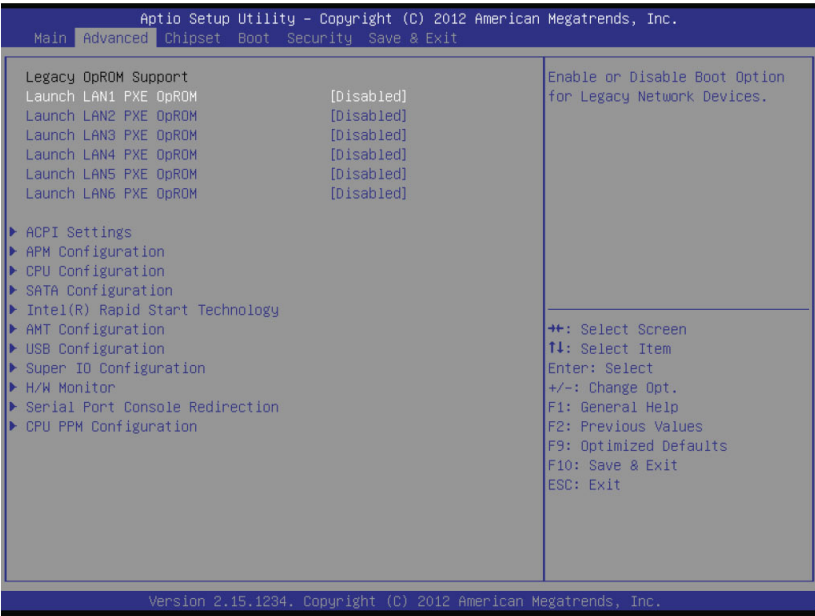 Aptio Setup Utility – Copyright (C) 2012 American Megatrends, Inc.
Main Advanced Chipset Boot Security Save & Exit
Legacy OpROM Support
Launch LAN1 PXE OpROM [Disabled]
Launch LAN2 PXE OpROM [Disabled]
Launch LAN3 PXE OpROM [Disabled]
Launch LAN4 PXE OpROM [Disabled]
Launch LAN5 PXE OpROM [Disabled]
Launch LAN6 PXE OpROM [Disabled]
▶ ACPI Settings
▶ APM Configuration
▶ CPU Configuration
▶ SATA Configuration
▶ Intel(R) Rapid Start Technology
▶ AMT Configuration
▶ USB Configuration
▶ Super IO Configuration
▶ H/W Monitor
▶ Serial Port Console Redirection
▶ CPU PPM Configuration
Enable or Disable Boot Option
for Legacy Network Devices.
→←: Select Screen
↑↓: Select Item
Enter: Select
+/-: Change Opt.
F1: General Help
F2: Previous Values
F9: Optimized Defaults
F10: Save & Exit
ESC: Exit
Version 2.15.1234. Copyright (C) 2012 American Megatrends, Inc.